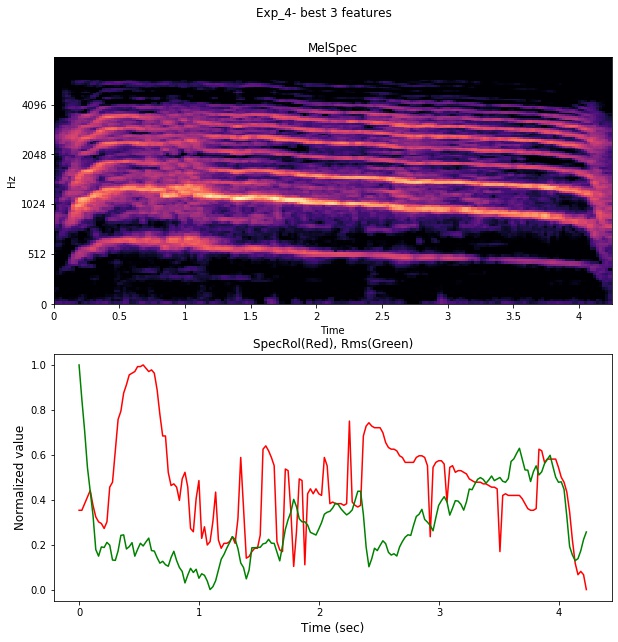 Exp_4- best 3 features
MelSpec
4096
2048
1024
512
0
Hz
0 0.5 1 1.5 2 2.5 3 3.5 4
Time
SpecRol(Red), Rms(Green)
1.0
0.8
0.6
0.4
0.2
0.0
Normalized value
0 1 2 3 4
Time (sec)